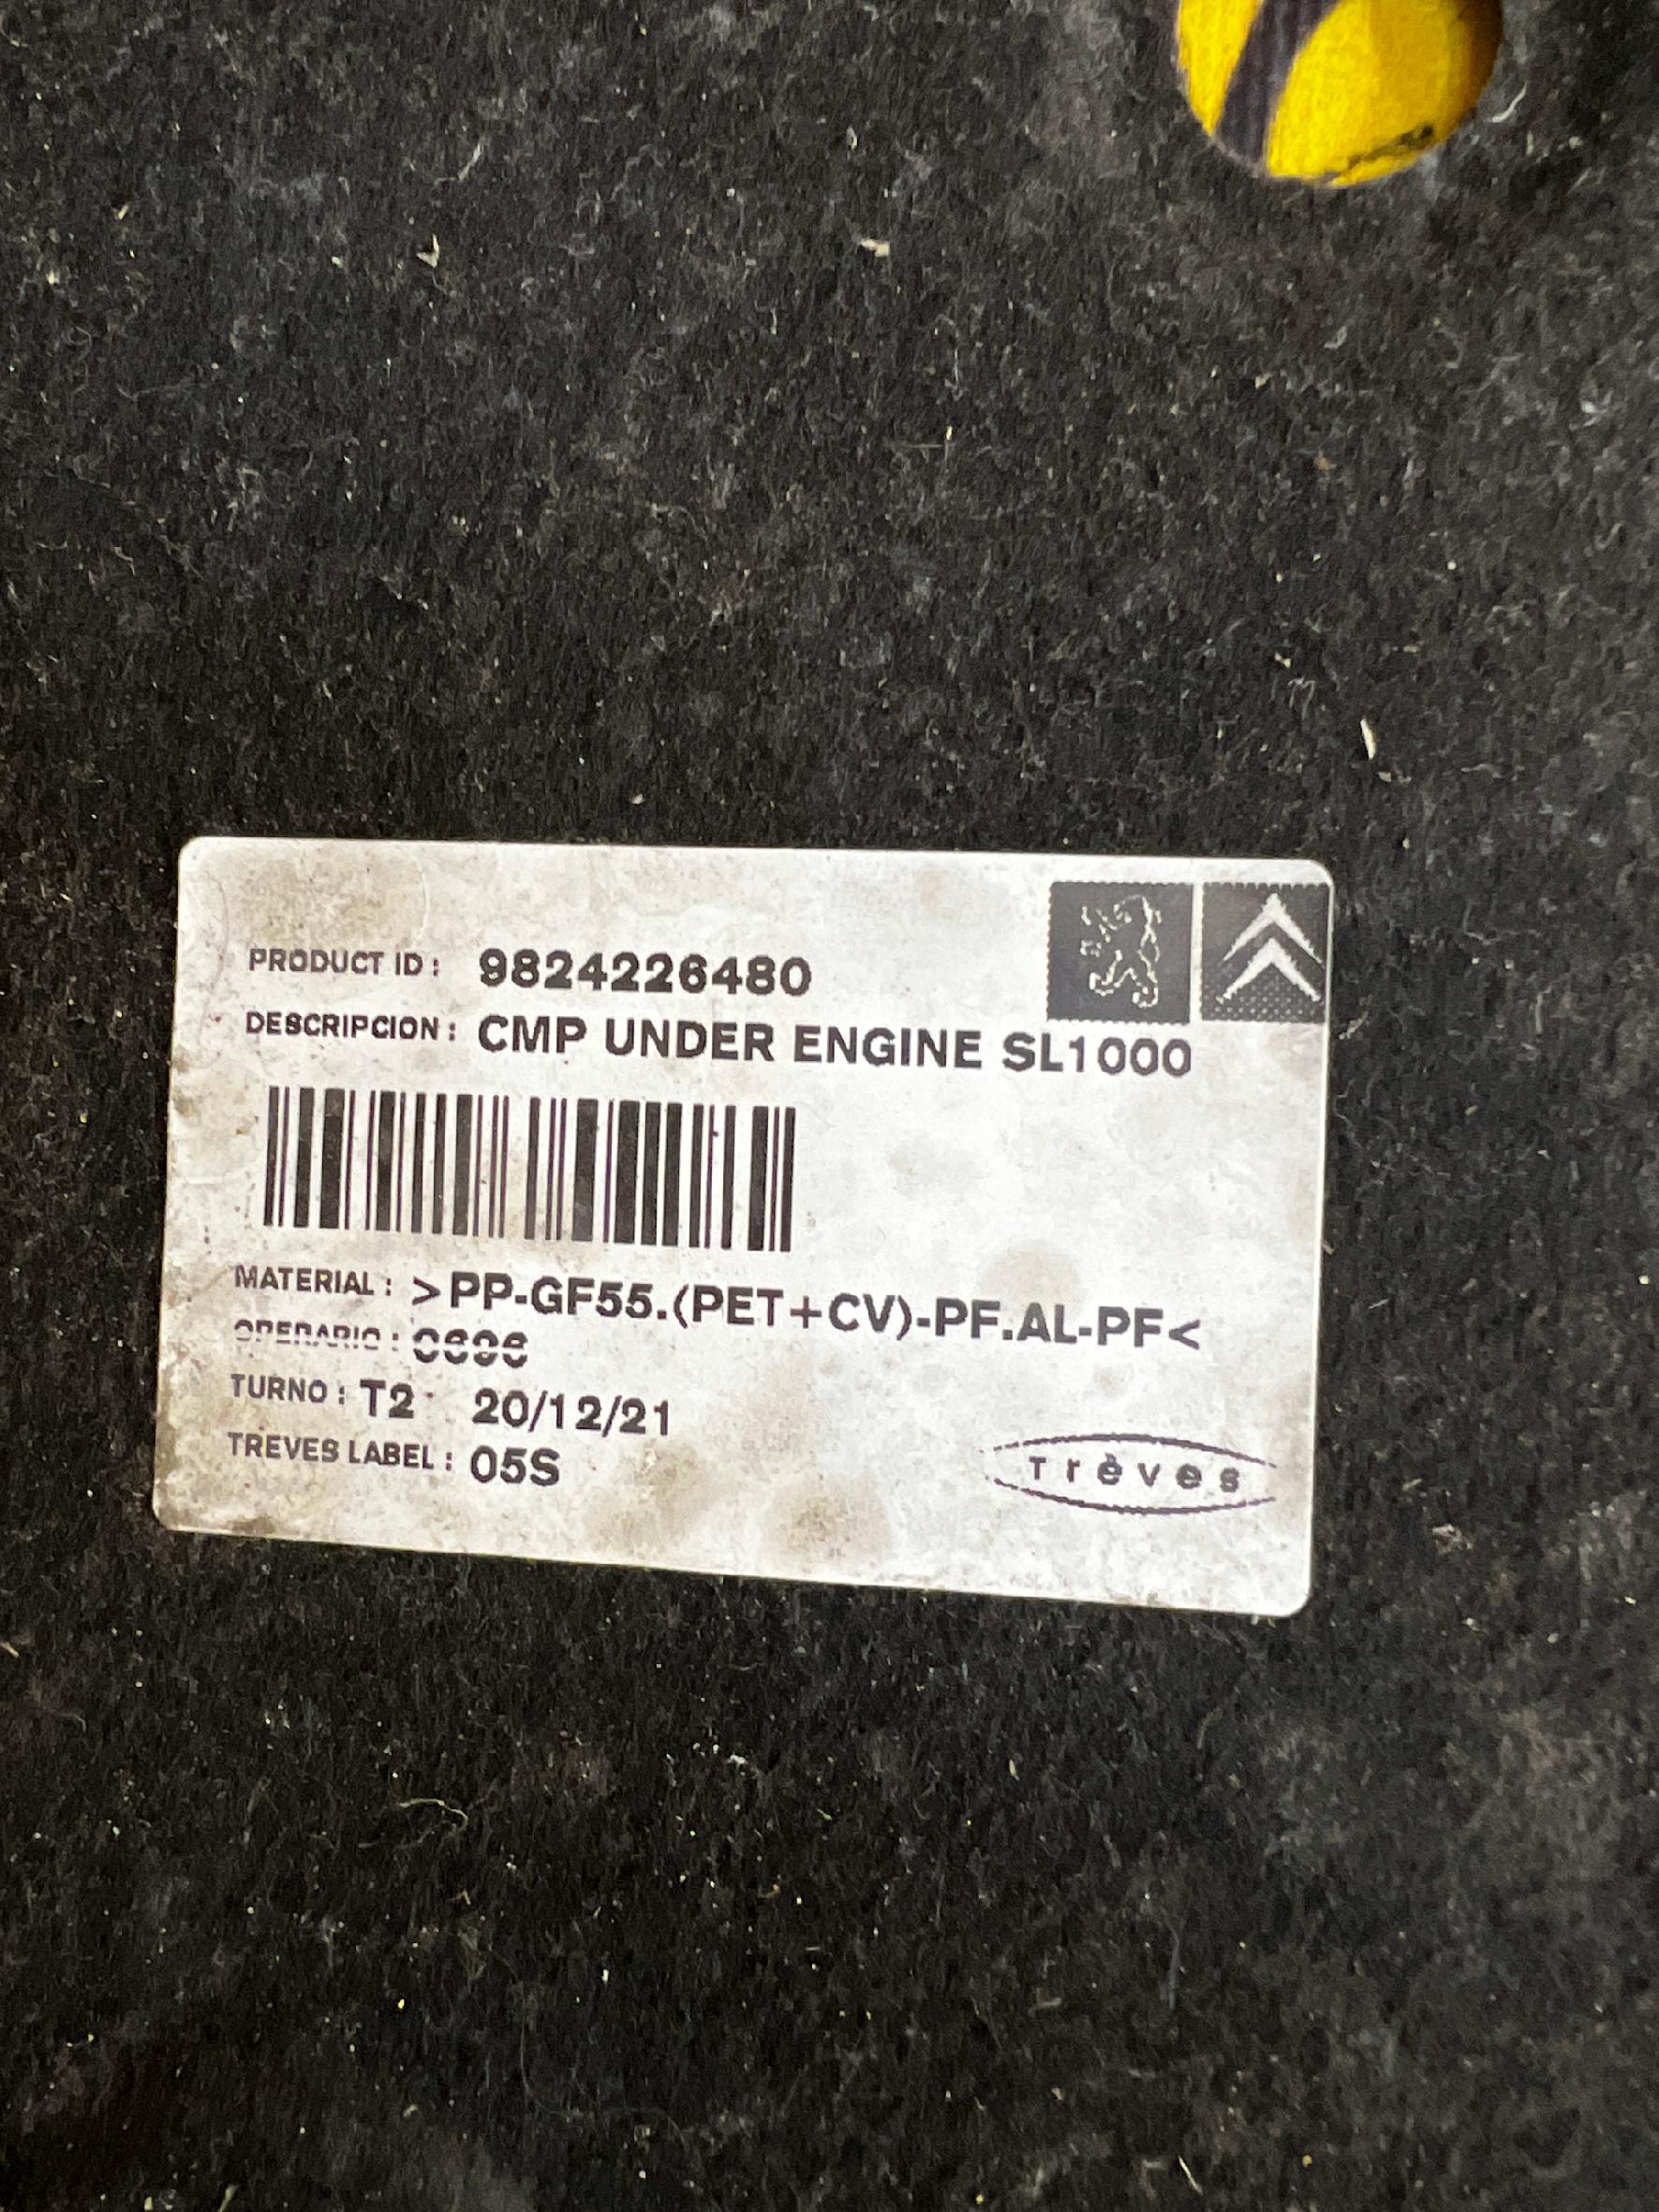 PRODUCT ID : 9824226480
DESCRIPCION : CMP UNDER ENGINE SL1000
MATERIAL : >PP-GF55.(PET+CV)-PF.AL-PF<
OPERARIO :
TURNO : T2 20/12/21
TREVES LABEL : 05S
Trèves